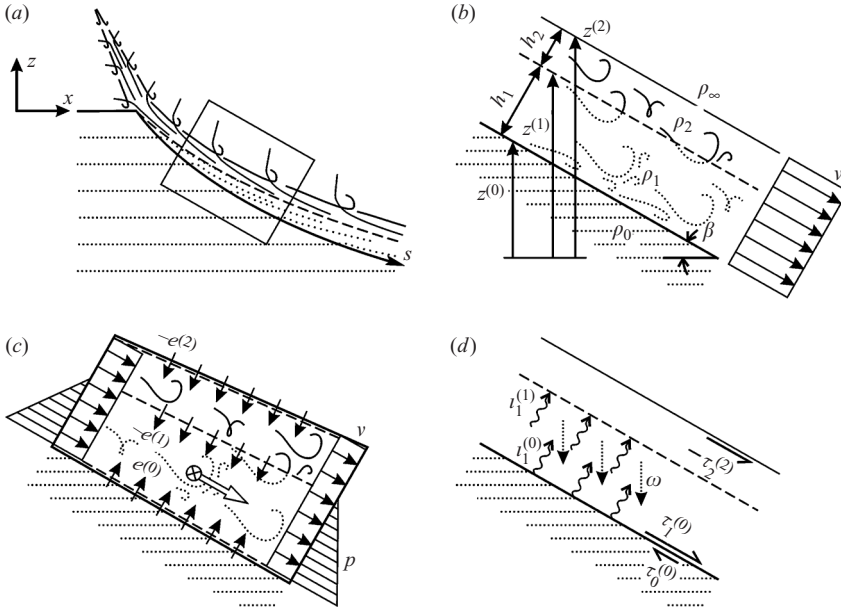 (a)
z
x
s
(b)
h₂
z⁽²⁾
h₁
ρ∞
ρ₂
z⁽¹⁾
v
ρ₁
z⁽⁰⁾
ρ₀
β
(c)
–e(2)
v
–e(1)
e(0)
p
(d)
ι₁⁽¹⁾
ι₁⁽⁰⁾
τ₂⁽²⁾
ω
τ₁⁽⁰⁾
τ₀⁽⁰⁾